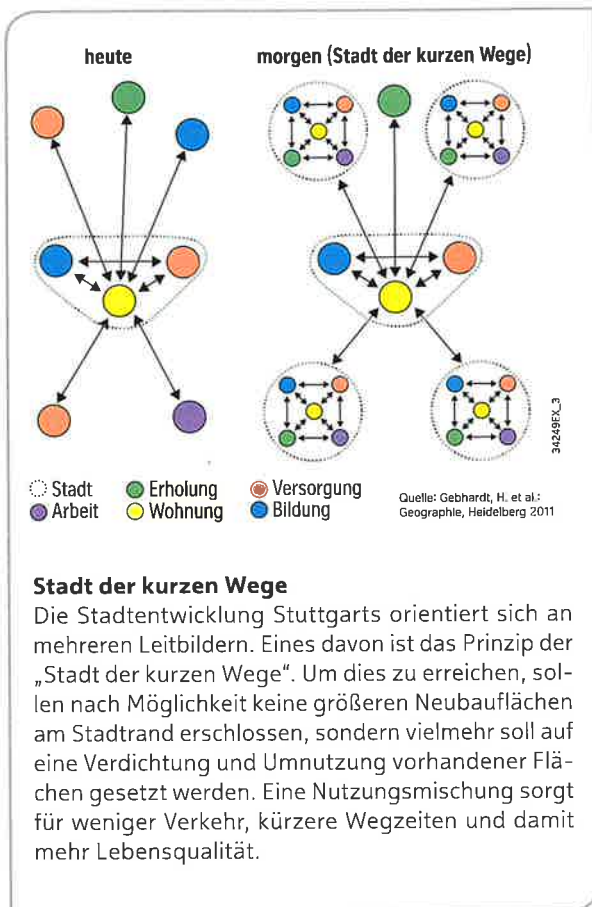 heute
morgen (Stadt der kurzen Wege)
34249EX_3
Stadt
Erholung
Versorgung
Arbeit
Wohnung
Bildung
Quelle: Gebhardt, H. et al.:
Geographie, Heidelberg 2011
Stadt der kurzen Wege
Die Stadtentwicklung Stuttgarts orientiert sich an
mehreren Leitbildern. Eines davon ist das Prinzip der
„Stadt der kurzen Wege“. Um dies zu erreichen, sol-
len nach Möglichkeit keine größeren Neubauflächen
am Stadtrand erschlossen, sondern vielmehr soll auf
eine Verdichtung und Umnutzung vorhandener Flä-
chen gesetzt werden. Eine Nutzungsmischung sorgt
für weniger Verkehr, kürzere Wegzeiten und damit
mehr Lebensqualität.